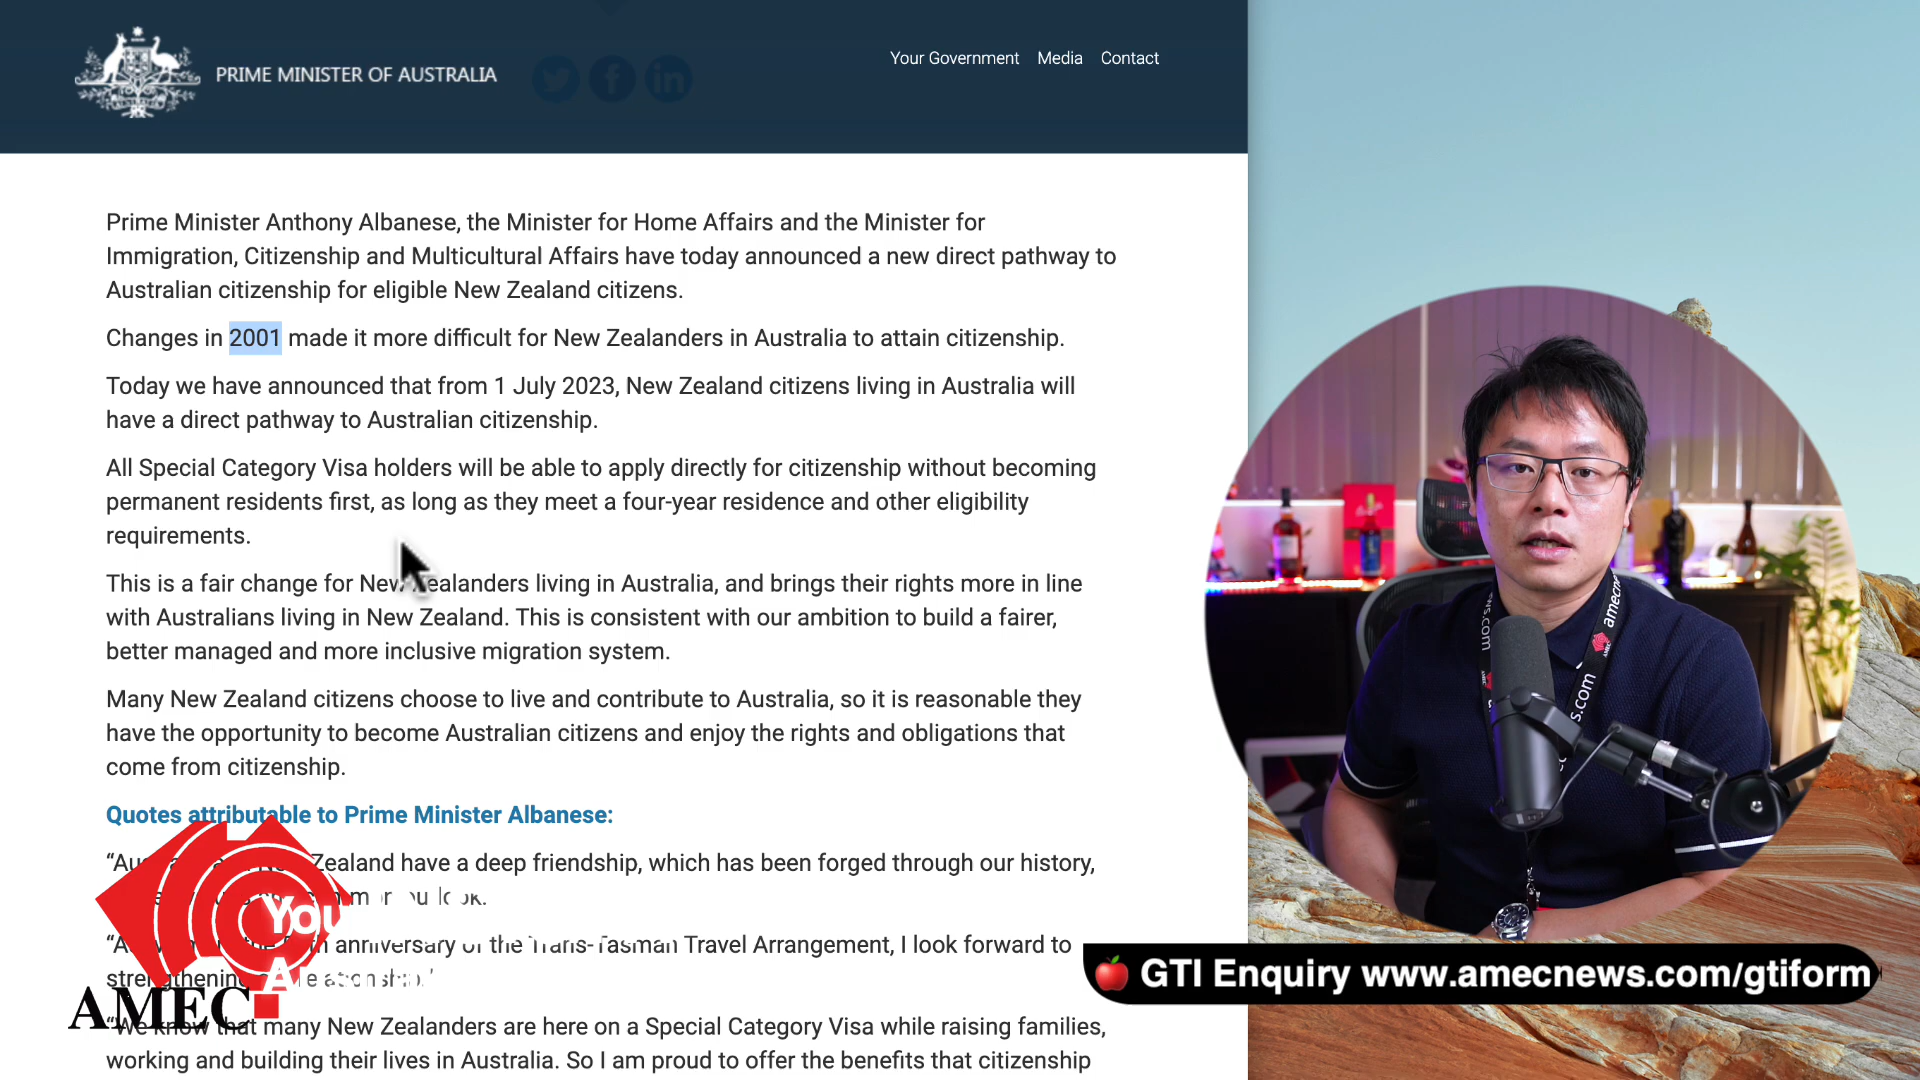 PRIME MINISTER OF AUSTRALIA
Your Government Media Contact
Prime Minister Anthony Albanese, the Minister for Home Affairs and the Minister for
Immigration, Citizenship and Multicultural Affairs have today announced a new direct pathway to
Australian citizenship for eligible New Zealand citizens.
Changes in 2001 made it more difficult for New Zealanders in Australia to attain citizenship.
Today we have announced that from 1 July 2023, New Zealand citizens living in Australia will
have a direct pathway to Australian citizenship.
All Special Category Visa holders will be able to apply directly for citizenship without becoming
permanent residents first, as long as they meet a four-year residence and other eligibility
requirements.
This is a fair change for New Zealanders living in Australia, and brings their rights more in line
with Australians living in New Zealand. This is consistent with our ambition to build a fairer,
better managed and more inclusive migration system.
Many New Zealand citizens choose to live and contribute to Australia, so it is reasonable they
have the opportunity to become Australian citizens and enjoy the rights and obligations that
come from citizenship.
Quotes attributable to Prime Minister Albanese:
Zealand have a deep friendship, which has been forged through our history,
anniversary of the Trans-Tasman Travel Arrangement, I look forward to
strengthening
“We know that many New Zealanders are here on a Special Category Visa while raising families,
working and building their lives in Australia. So I am proud to offer the benefits that citizenship
You
AMEC
amecne
news.com
s.com
GTI Enquiry www.amecnews.com/gtiform